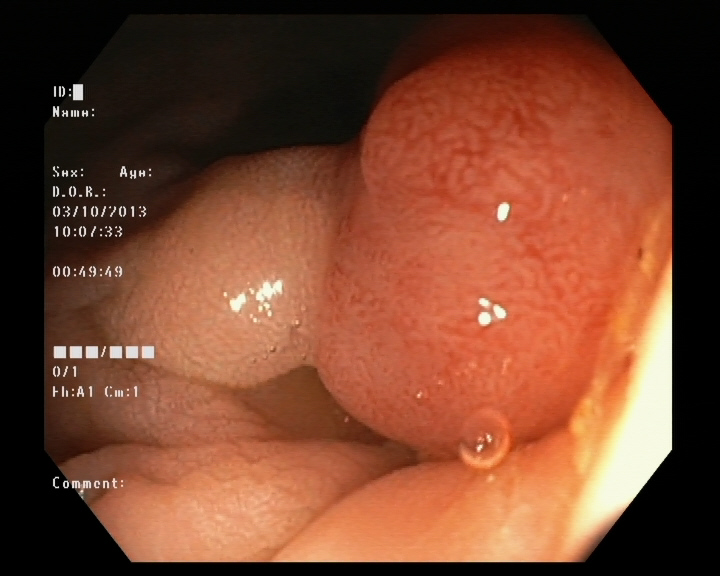 ID:
Name:
Sex: Age:
D.O.B.:
03/10/2013
10:07:33
00:49:49
■■■/■■■
0/1
Eh:A1 Cm:1
Comment: